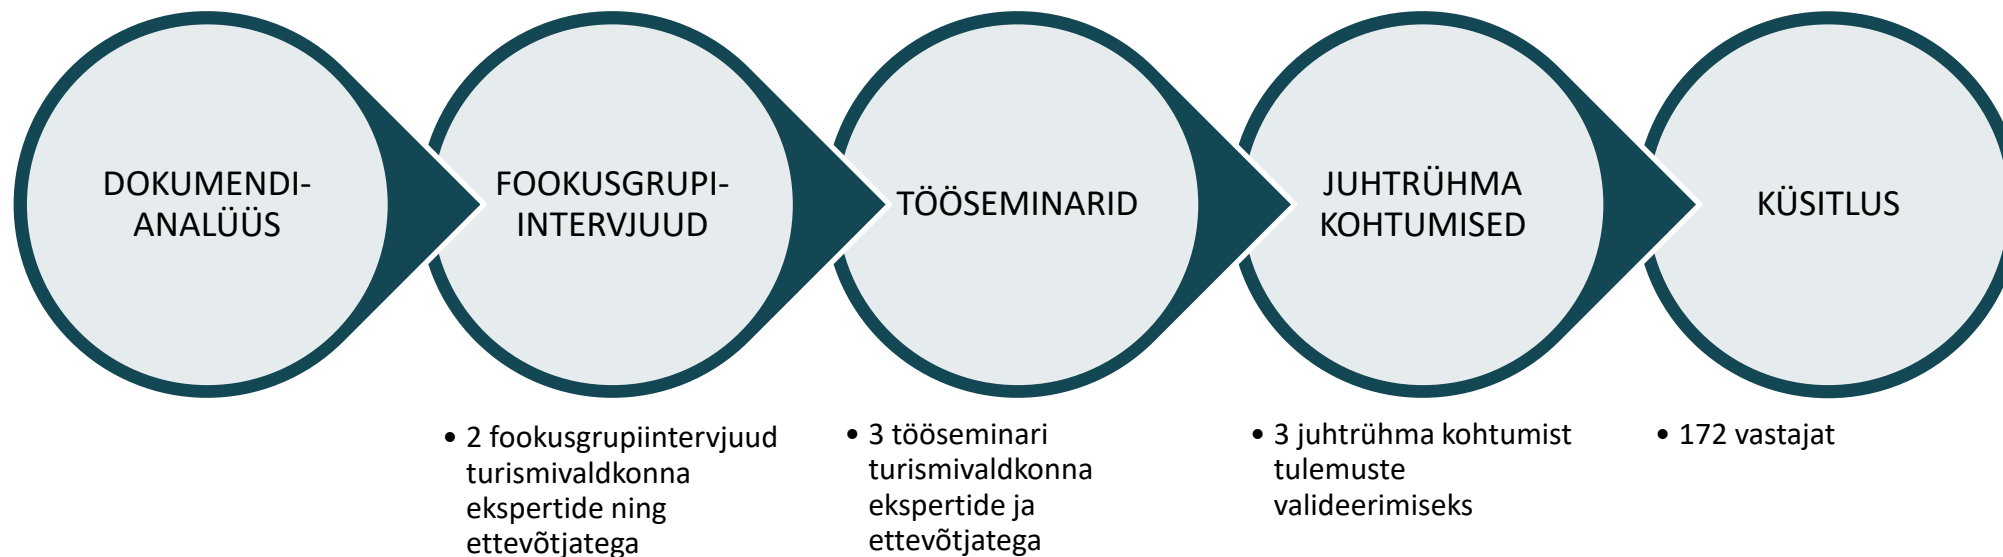 DOKUMENDI-
ANALÜÜS
FOOKUSGRUPI-
INTERVJUUD
• 2 fookusgrupiintervjuud
turismivaldkonna
ekspertide ning
ettevõtjatega
TÖÖSEMINARID
• 3 tööseminari
turismivaldkonna
ekspertide ja
ettevõtjatega
JUHTRÜHMA
KOHTUMISED
• 3 juhtrühma kohtumist
tulemuste
valideerimiseks
KÜSITLUS
• 172 vastajat